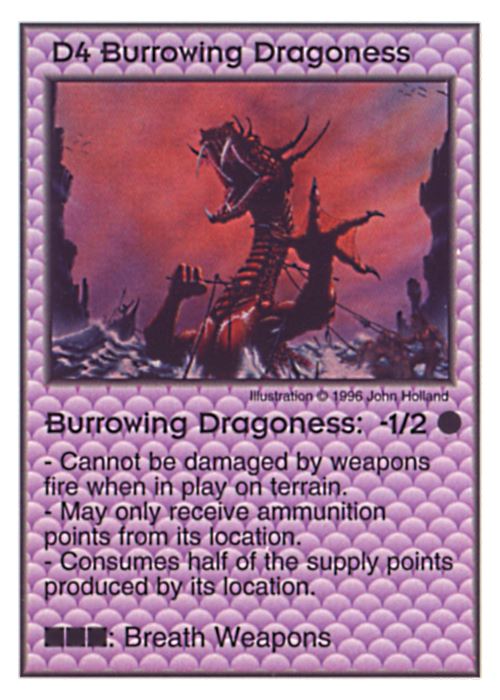 D4 Burrowing Dragoness
Illustration © 1996 John Holland
Burrowing Dragoness: -1/2 ●
- Cannot be damaged by weapons
fire when in play on terrain.
- May only receive ammunition
points from its location.
- Consumes half of the supply points
produced by its location.
■■■: Breath Weapons